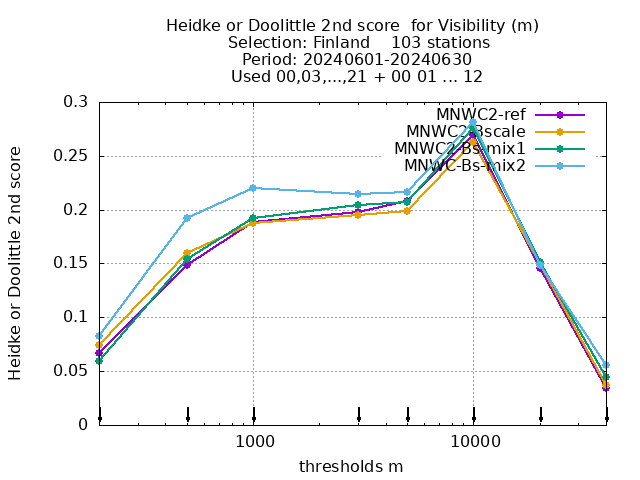 Heidke or Doolittle 2nd score  for Visibility (m)
Selection: Finland    103 stations
Period: 20240601-20240630
Used 00,03,...,21 + 00 01 ... 12
MNWC2-ref
MNWC2-Bscale
MNWC2-Bs-mix1
MNWC-Bs-mix2
Heidke or Doolittle 2nd score
0.3
0.25
0.2
0.15
0.1
0.05
0
1000 10000
thresholds m